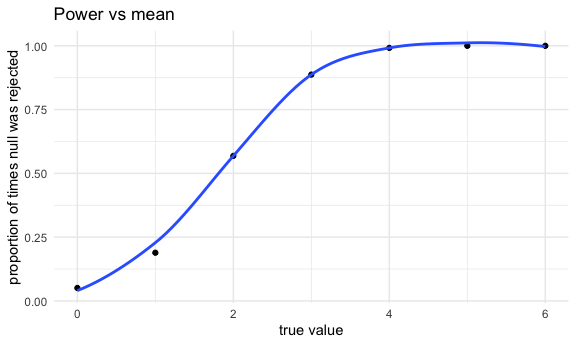 Power vs mean
proportion of times null was rejected
1.00
0.75
0.50
0.25
0.00
0 2 4 6
true value